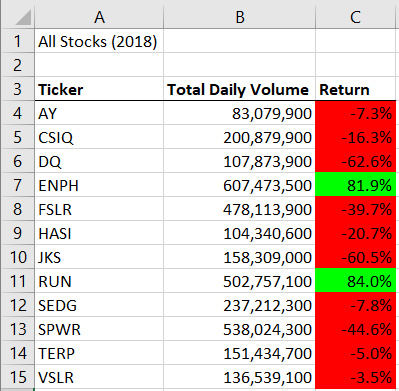 A B C
1 All Stocks (2018)
2
3 Ticker Total Daily Volume Return
4 AY 83,079,900 -7.3%
5 CSIQ 200,879,900 -16.3%
6 DQ 107,873,900 -62.6%
7 ENPH 607,473,500 81.9%
8 FSLR 478,113,900 -39.7%
9 HASI 104,340,600 -20.7%
10 JKS 158,309,000 -60.5%
11 RUN 502,757,100 84.0%
12 SEDG 237,212,300 -7.8%
13 SPWR 538,024,300 -44.6%
14 TERP 151,434,700 -5.0%
15 VSLR 136,539,100 -3.5%